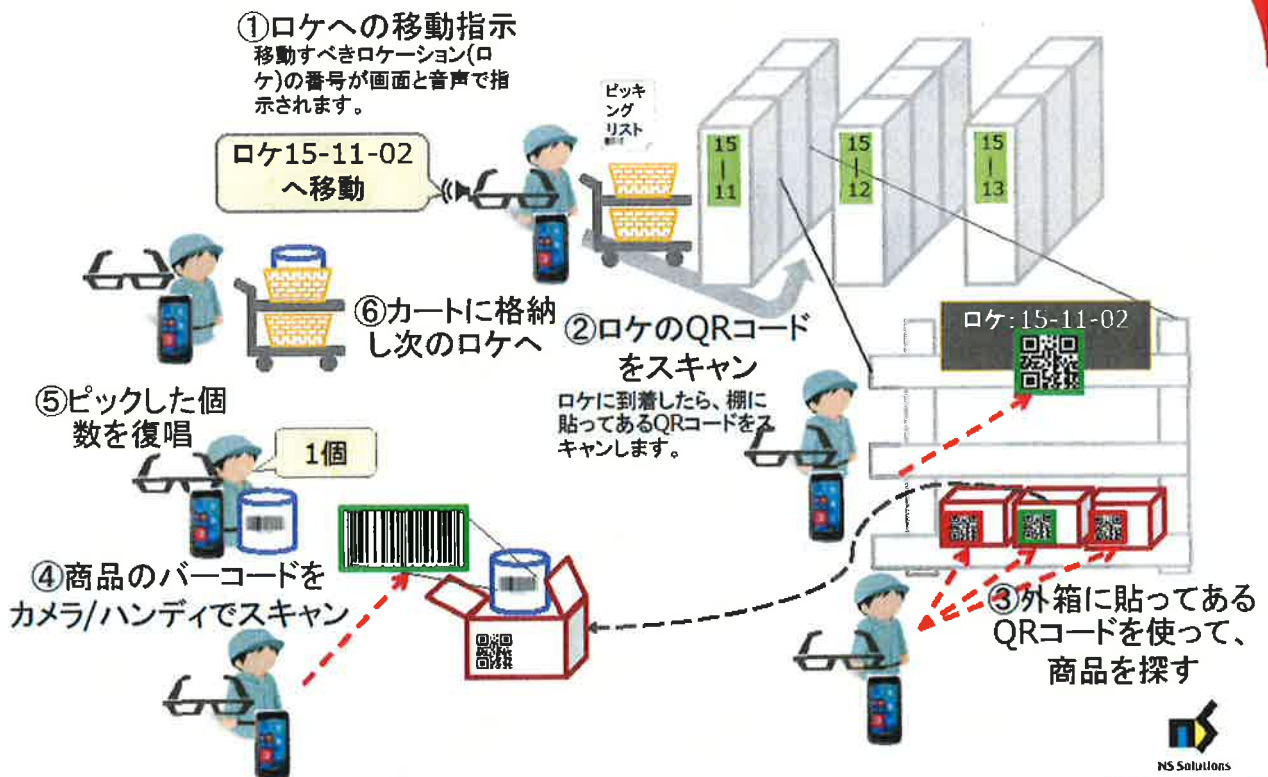 ①ロケへの移動指示
移動すべきロケーション(ロ
ケ)の番号が画面と音声で指
示されます。
ロケ15-11-02
へ移動
ピッキ
ング
リスト
15
|
11
15
|
12
15
|
13
⑥カートに格納
し次のロケへ
②ロケのQRコード
をスキャン
ロケに到着したら、棚に
貼ってあるQRコードをス
キャンします。
ロケ:15-11-02
⑤ピックした個
数を復唱
1個
④商品のバーコードを
カメラ/ハンディでスキャン
③外箱に貼ってある
QRコードを使って、
商品を探す
NS Solutions